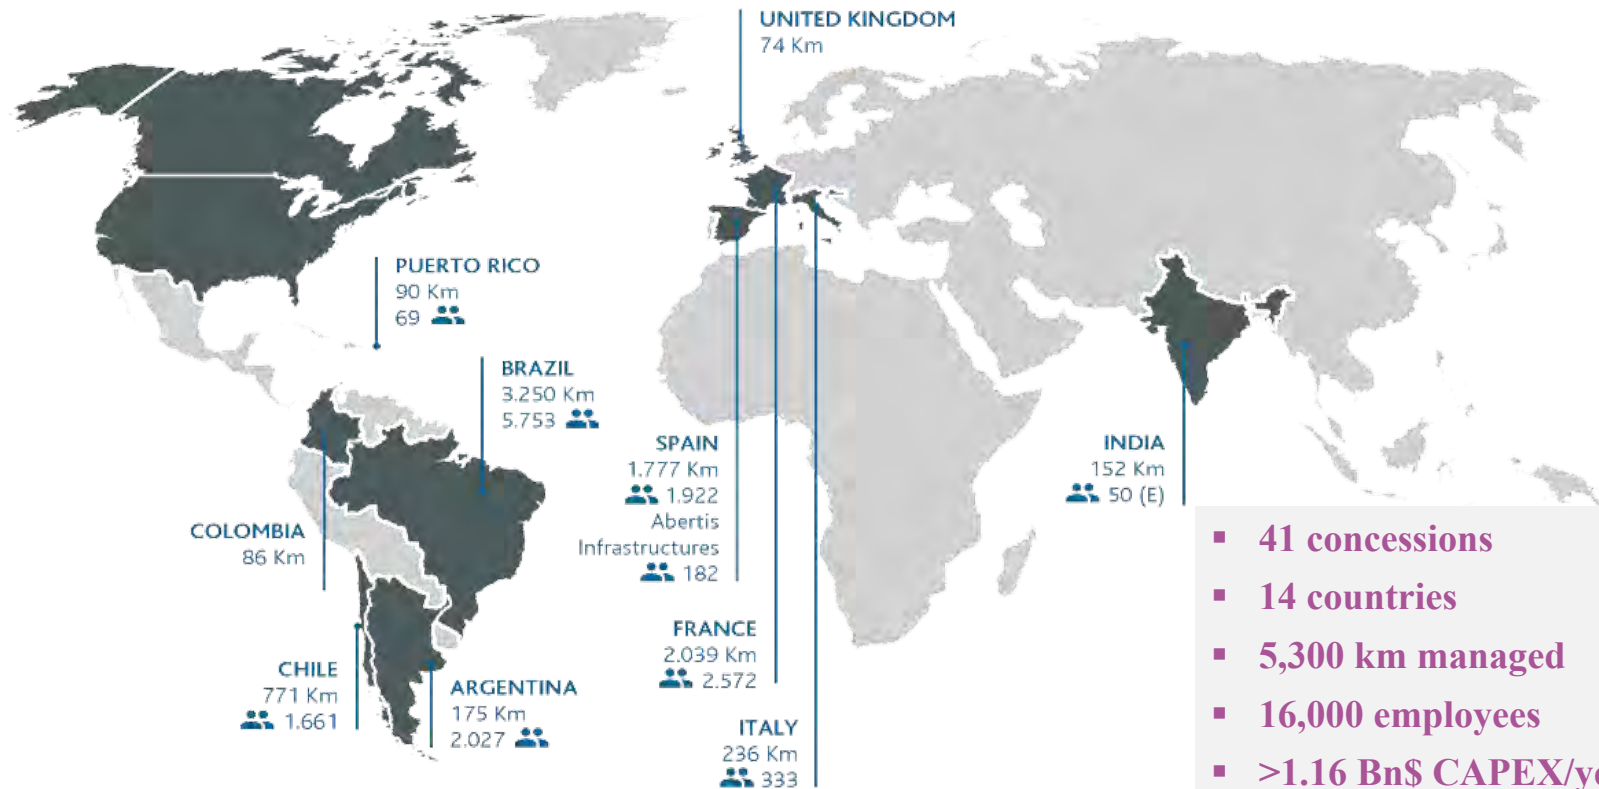 UNITED KINGDOM
74 Km
PUERTO RICO
90 Km
69
BRAZIL
3.250 Km
5.753
SPAIN
1.777 Km
1.922
Abertis
Infrastructures
182
INDIA
152 Km
50 (E)
COLOMBIA
86 Km
FRANCE
2.039 Km
2.572
CHILE
771 Km
1.661
ARGENTINA
175 Km
2.027
ITALY
236 Km
333
▪ 41 concessions
▪ 14 countries
▪ 5,300 km managed
▪ 16,000 employees
▪ >1.16 Bn$ CAPEX/ye